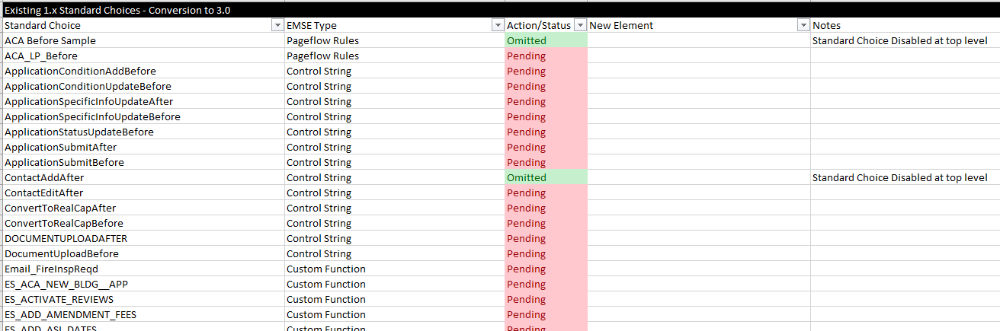 Existing 1.x Standard Choices - Conversion to 3.0
Standard Choice EMSE Type Action/Status New Element Notes
ACA Before Sample Pageflow Rules Omitted Standard Choice Disabled at top level
ACA_LP_Before Pageflow Rules Pending
ApplicationConditionAddBefore Control String Pending
ApplicationConditionUpdateBefore Control String Pending
ApplicationSpecificInfoUpdateAfter Control String Pending
ApplicationSpecificInfoUpdateBefore Control String Pending
ApplicationStatusUpdateBefore Control String Pending
ApplicationSubmitAfter Control String Pending
ApplicationSubmitBefore Control String Pending
ContactAddAfter Control String Omitted Standard Choice Disabled at top level
ContactEditAfter Control String Pending
ConvertToRealCapAfter Control String Pending
ConvertToRealCapBefore Control String Pending
DOCUMENTUPLOADAFTER Control String Pending
DocumentUploadBefore Control String Pending
Email_FireInspReqd Custom Function Pending
ES_ACA_NEW_BLDG__APP Custom Function Pending
ES_ACTIVATE_REVIEWS Custom Function Pending
ES_ADD_AMENDMENT_FEES Custom Function Pending
ES_ADD_ASI_DATES Custom Function Pending